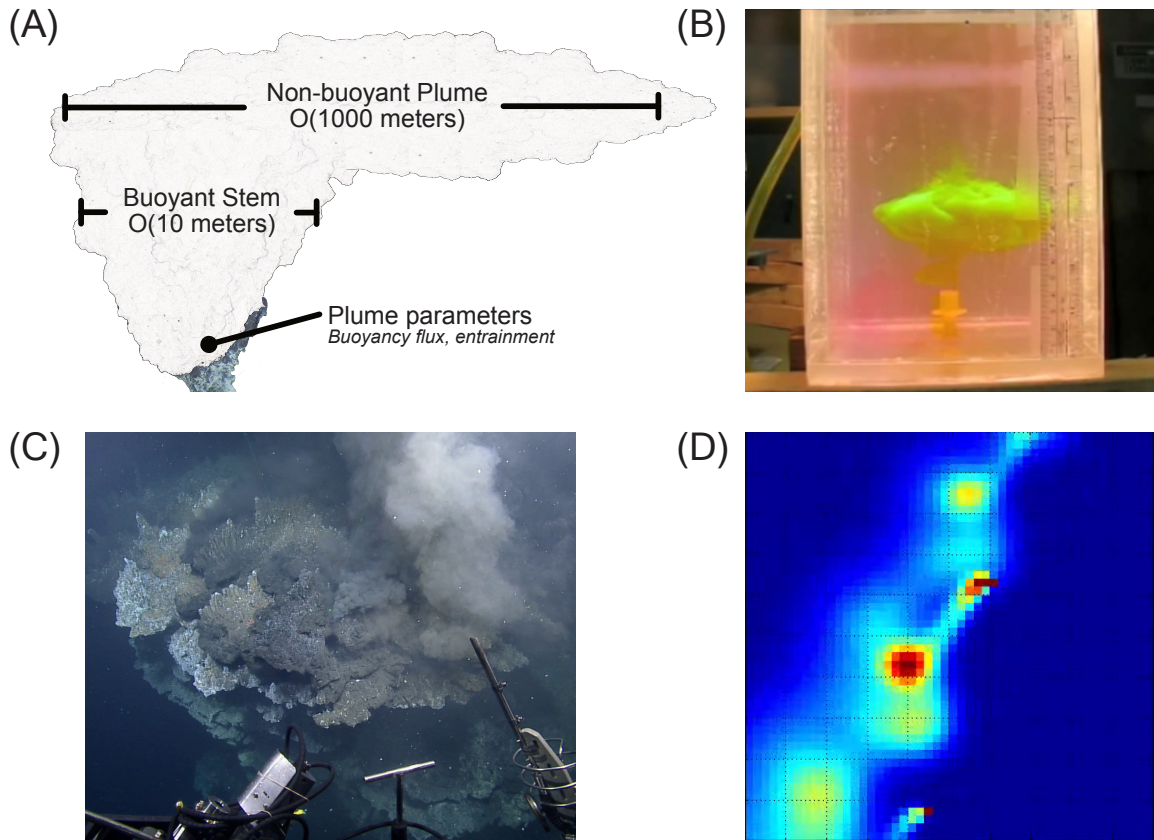 (A)
Non-buoyant Plume
O(1000 meters)
Buoyant Stem
O(10 meters)
Plume parameters
Buoyancy flux, entrainment
(B)
(C)
(D)